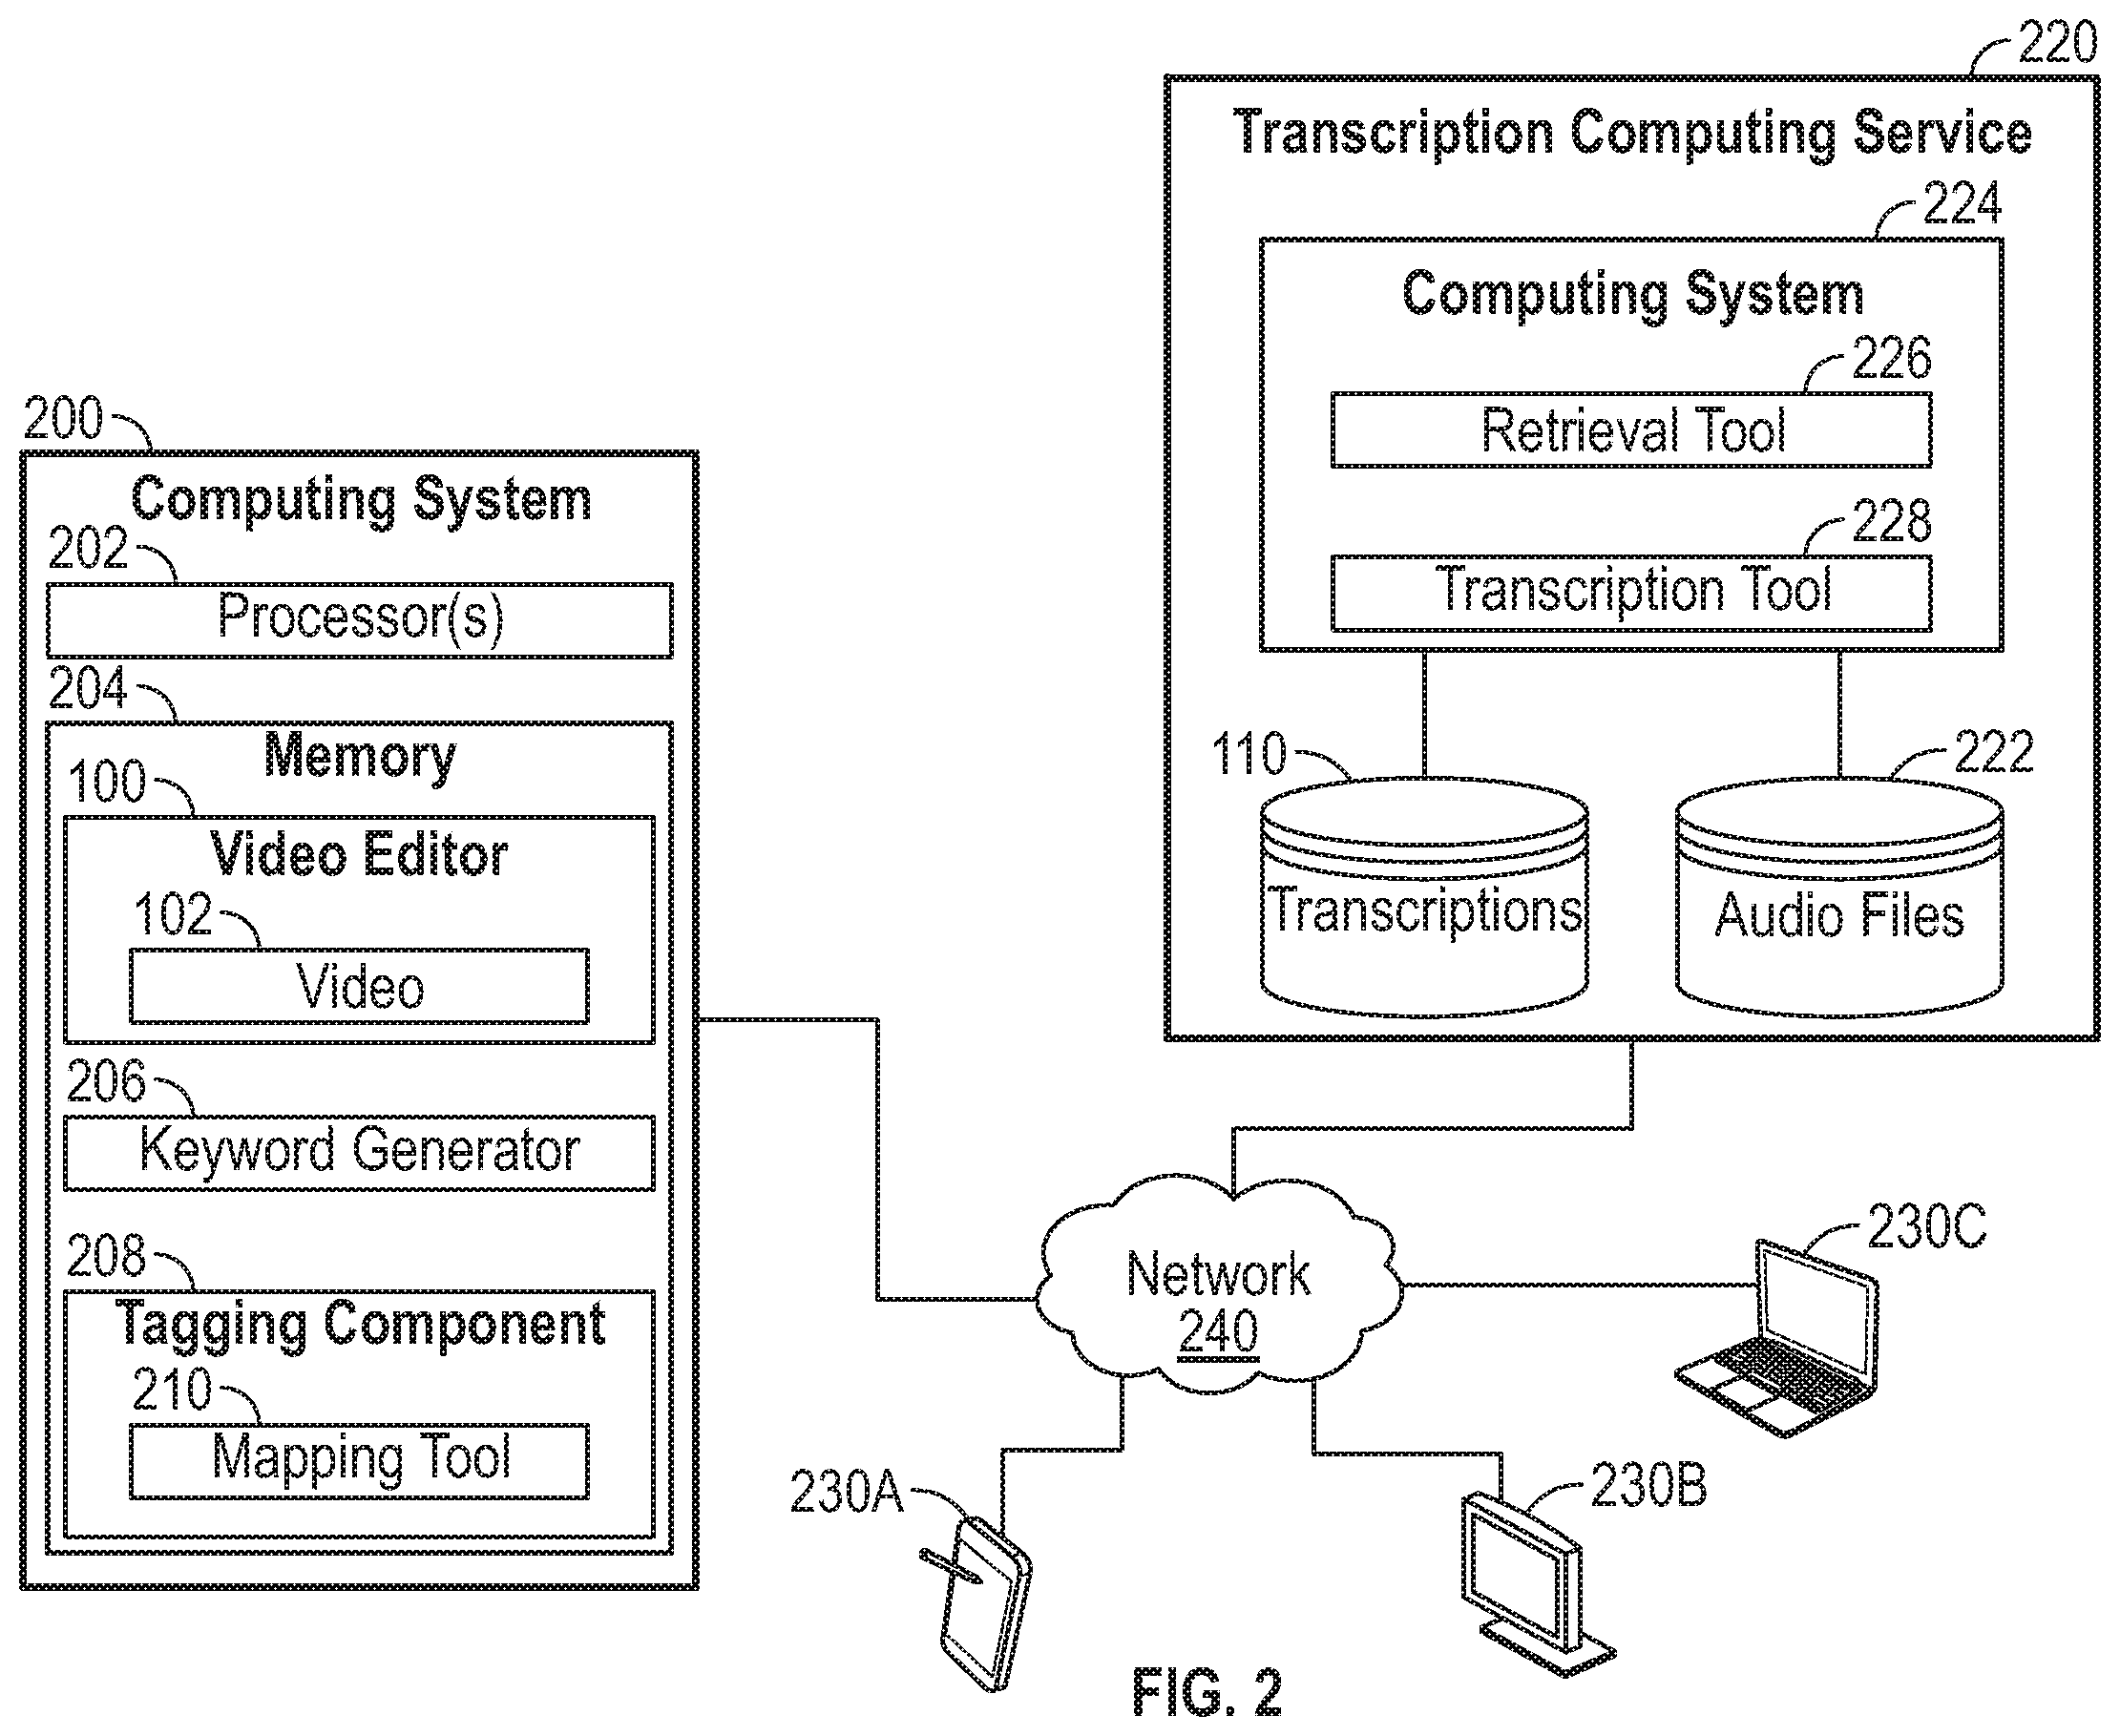 220
Transcription Computing Service
224
Computing System
226
Retrieval Tool
228
Transcription Tool
110
Transcriptions
222
Audio Files
200
Computing System
202
Processor(s)
204
Memory
100
Video Editor
102
Video
206
Keyword Generator
208
Tagging Component
210
Mapping Tool
Network
240
230C
230A
230B
FIG. 2